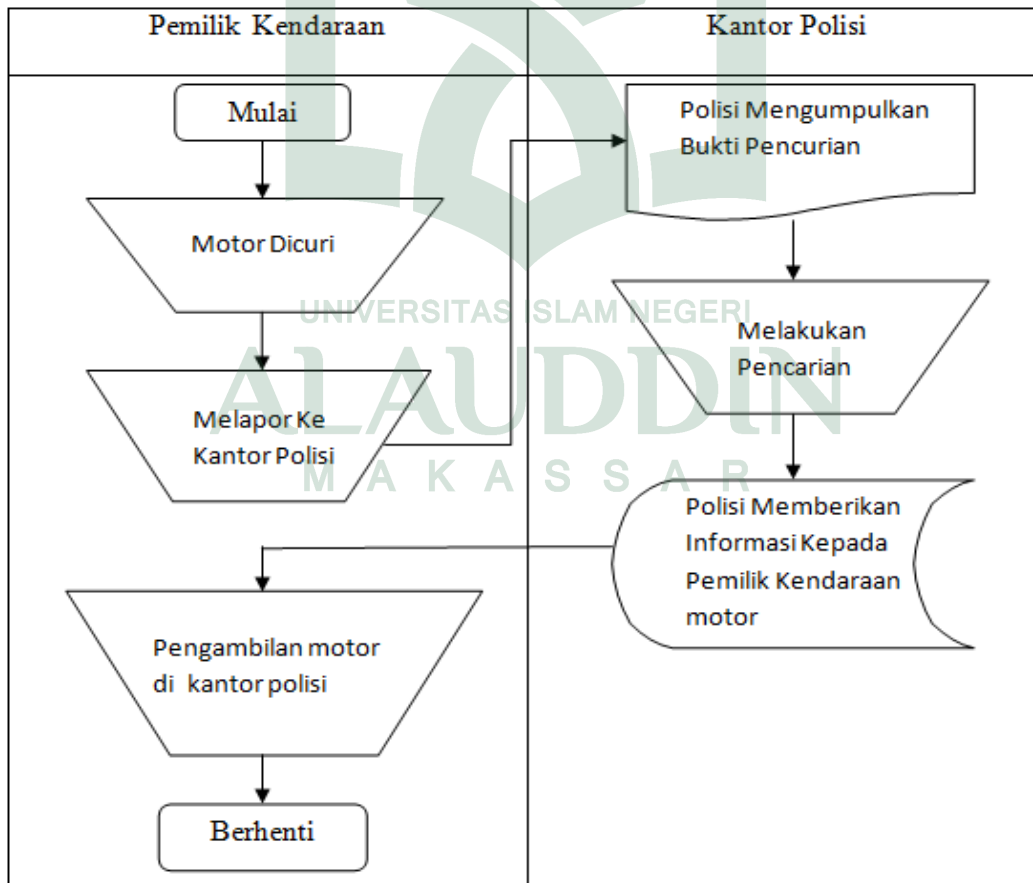 Pemilik Kendaraan
Kantor Polisi
Mulai
Motor Dicuri
Melapor Ke
Kantor Polisi
Polisi Mengumpulkan
Bukti Pencurian
Melakukan
Pencarian
Polisi Memberikan
Informasi Kepada
Pemilik Kendaraan
motor
Pengambilan motor
di kantor polisi
Berhenti
UNIVERSITAS ISLAM NEGERI
ALAUDDIN
MAKASSAR